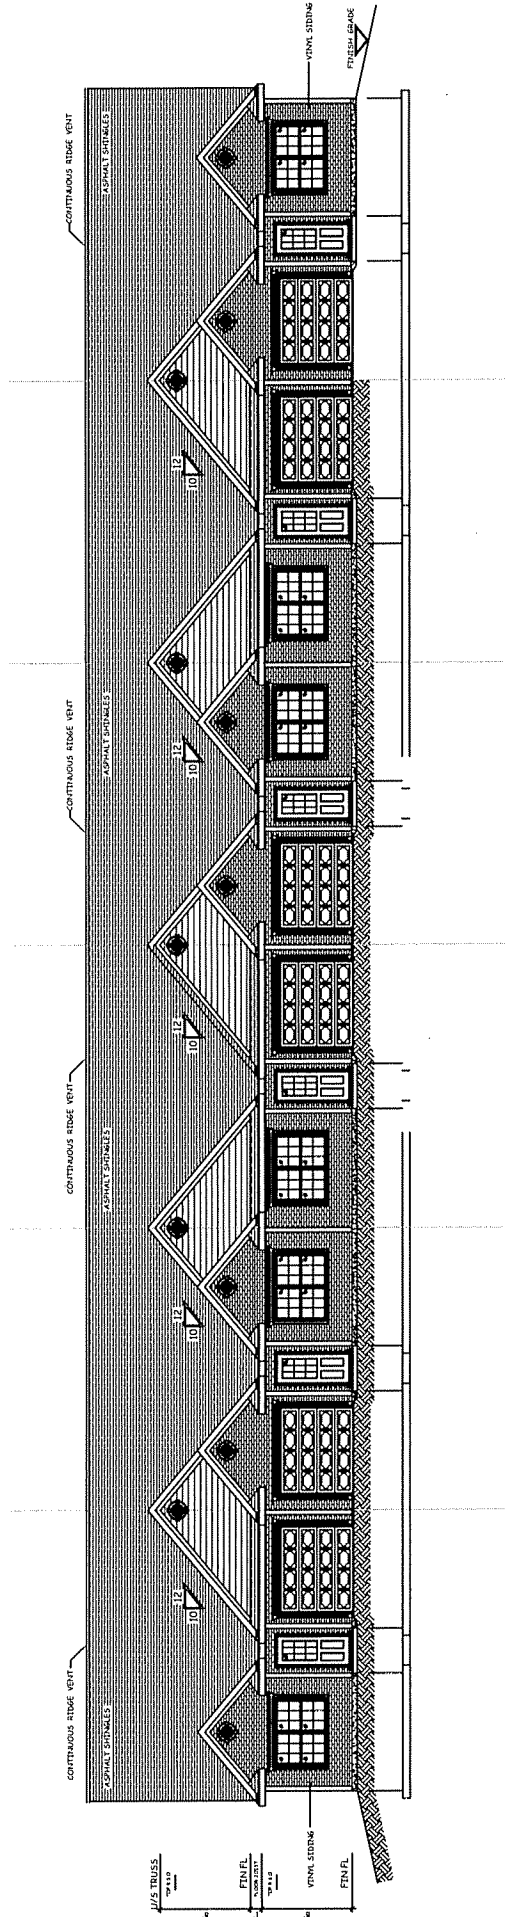 CONTINUOUS RIDGE VENT
CONTINUOUS RIDGE VENT
CONTINUOUS RIDGE VENT
CONTINUOUS RIDGE VENT
ASPHALT SHINGLES
ASPHALT SHINGLES
ASPHALT SHINGLES
ASPHALT SHINGLES
12
10
12
10
12
10
12
10
12
10
U/S TRUSS
FIN FL
FIN FL
VINYL SIDING
VINYL SIDING
FINISH GRADE